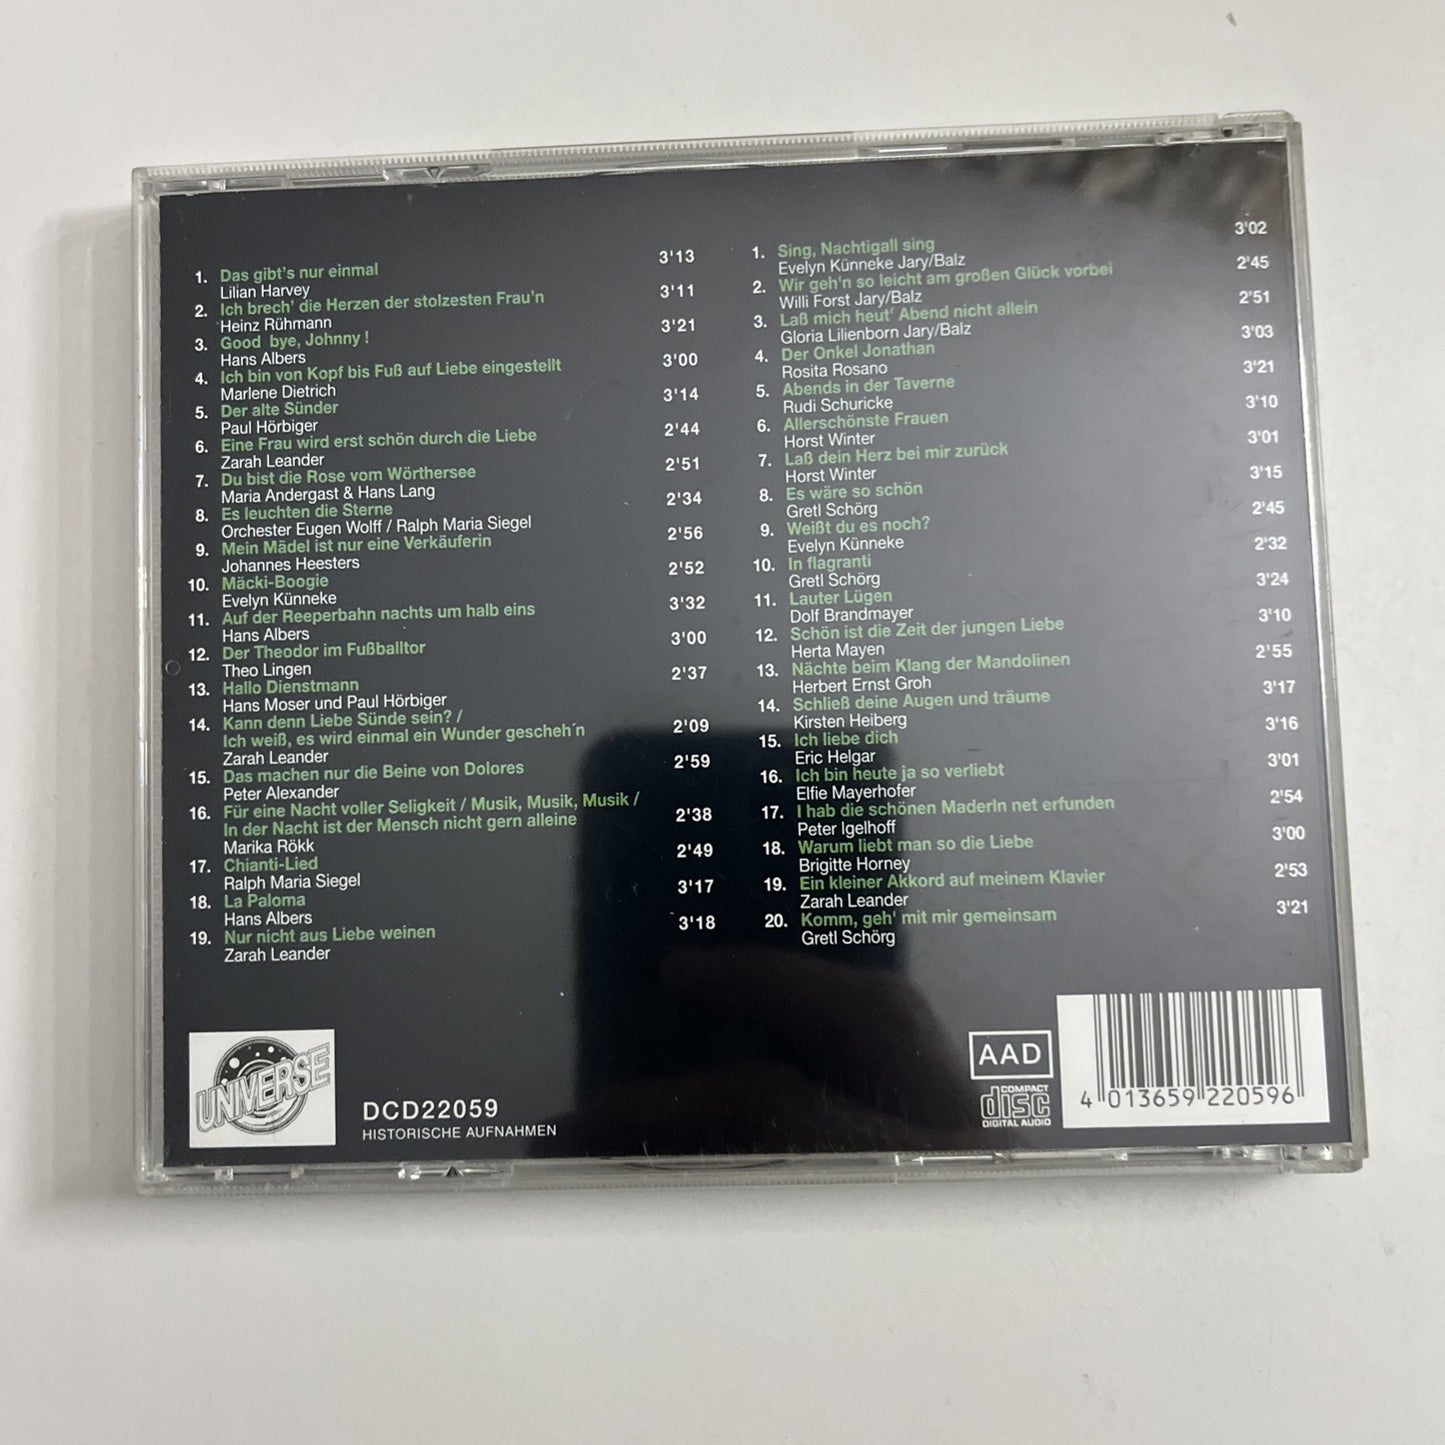 1. Das gibt's nur einmal 3'13
Lilian Harvey
2. Ich brech' die Herzen der stolzesten Frau'n 3'11
Heinz Rühmann
3. Good bye, Johnny ! 3'21
Hans Albers
4. Ich bin von Kopf bis Fuß auf Liebe eingestellt 3'00
Marlene Dietrich
5. Der alte Sünder 3'14
Paul Hörbiger
6. Eine Frau wird erst schön durch die Liebe 2'44
Zarah Leander
7. Du bist die Rose vom Wörthersee 2'51
Maria Andergast & Hans Lang
8. Es leuchten die Sterne 2'34
Orchester Eugen Wolff / Ralph Maria Siegel
9. Mein Mädel ist nur eine Verkäuferin 2'56
Johannes Heesters
10. Mäcki-Boogie 2'52
Evelyn Künneke
11. Auf der Reeperbahn nachts um halb eins 3'32
Hans Albers
12. Der Theodor im Fußballtor 3'00
Theo Lingen
13. Hallo Dienstmann 2'37
Hans Moser und Paul Hörbiger
14. Kann denn Liebe Sünde sein? /
Ich weiß, es wird einmal ein Wunder gescheh´n 2'09
Zarah Leander
15. Das machen nur die Beine von Dolores 2'59
Peter Alexander
16. Für eine Nacht voller Seligkeit / Musik, Musik, Musik /
In der Nacht ist der Mensch nicht gern alleine 2'38
Marika Rökk
17. Chianti-Lied 2'49
Ralph Maria Siegel
18. La Paloma 3'17
Hans Albers
19. Nur nicht aus Liebe weinen 3'18
Zarah Leander
1. Sing, Nachtigall sing 3'02
Evelyn Künneke Jary/Balz
2. Wir geh'n so leicht am großen Glück vorbei 2'45
Willi Forst Jary/Balz
3. Laß mich heut' Abend nicht allein 2'51
Gloria Lilienborn Jary/Balz
4. Der Onkel Jonathan 3'03
Rosita Rosano
5. Abends in der Taverne 3'21
Rudi Schuricke
6. Allerschönste Frauen 3'10
Horst Winter
7. Laß dein Herz bei mir zurück 3'01
Horst Winter
8. Es wäre so schön 3'15
Gretl Schörg
9. Weißt du es noch? 2'45
Evelyn Künneke
10. In flagranti 2'32
Gretl Schörg
11. Lauter Lügen 3'24
Dolf Brandmayer
12. Schön ist die Zeit der jungen Liebe 3'10
Herta Mayen
13. Nächte beim Klang der Mandolinen 2'55
Herbert Ernst Groh
14. Schließ deine Augen und träume 3'17
Kirsten Heiberg
15. Ich liebe dich 3'16
Eric Helgar
16. Ich bin heute ja so verliebt 3'01
Elfie Mayerhofer
17. I hab die schönen Maderln net erfunden 2'54
Peter Igelhoff
18. Warum liebt man so die Liebe 3'00
Brigitte Horney
19. Ein kleiner Akkord auf meinem Klavier 2'53
Zarah Leander
20. Komm, geh' mit mir gemeinsam 3'21
Gretl Schörg
UNIVERSE
DCD22059
HISTORISCHE AUFNAHMEN
AAD
COMPACT
disc
DIGITAL AUDIO
4 013659 220596